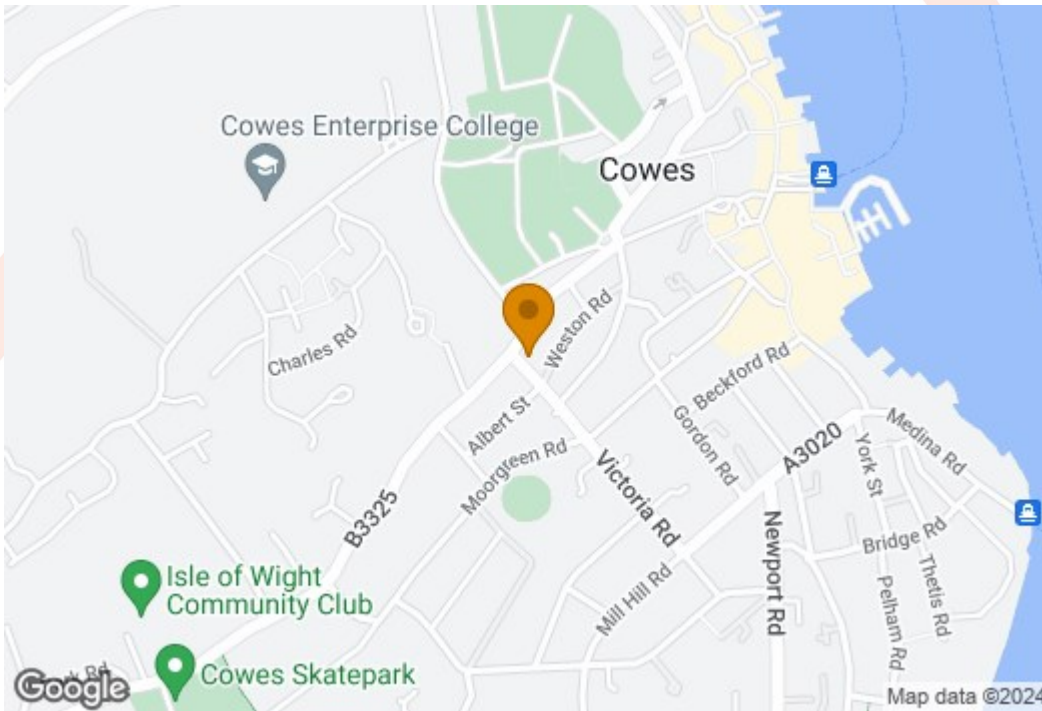 Cowes Enterprise College
Cowes
Charles Rd
Weston Rd
Beckford Rd
Albert St
Gordon Rd
Moorgreen Rd
A3020
Medina Rd
York St
Victoria Rd
B3325
Newport Rd
Bridge Rd
Thetis Rd
Isle of Wight
Community Club
Mill Hill Rd
Pelham Rd
Cowes Skatepark
Rd
Google
Map data ©2024